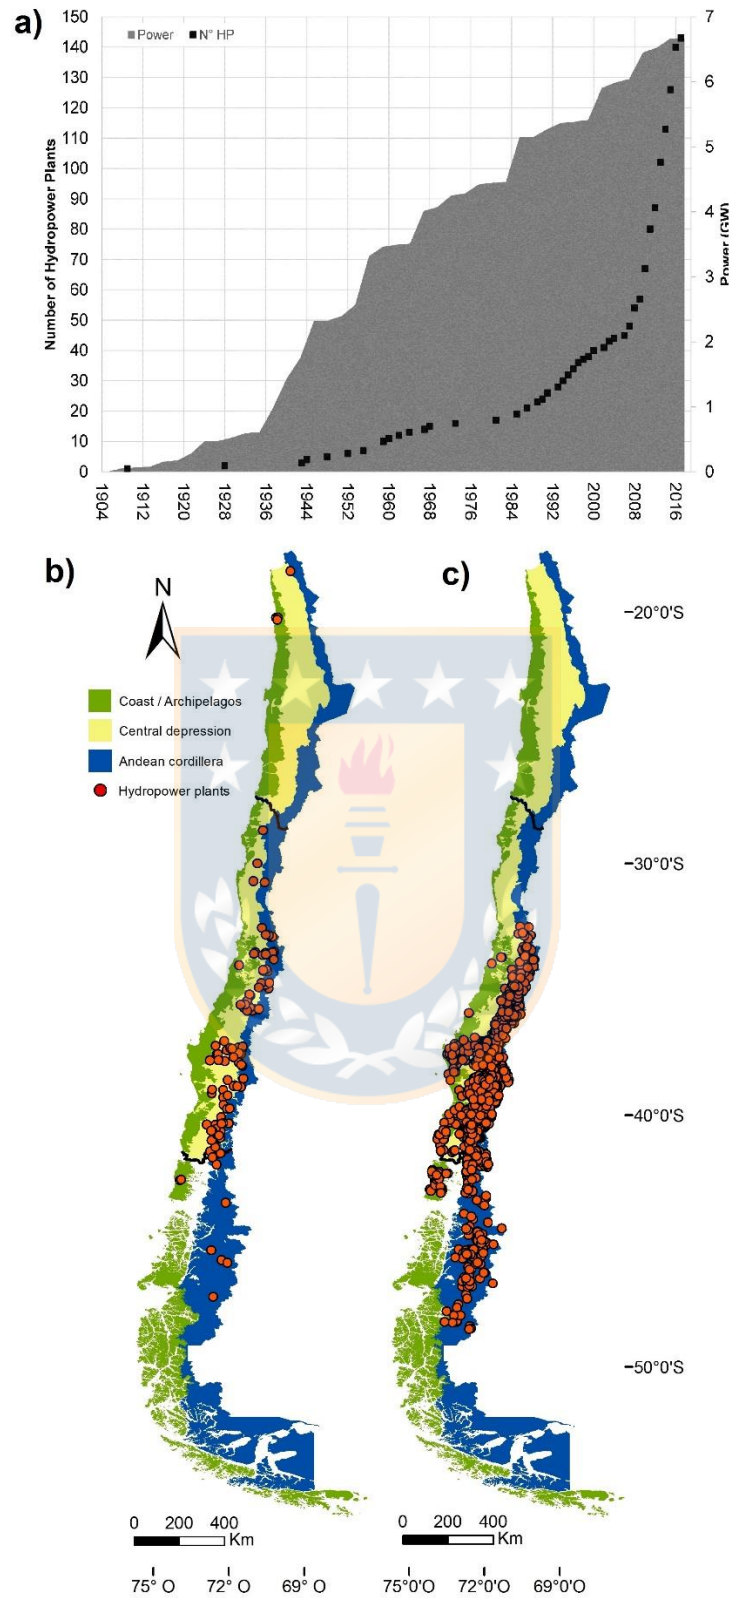 a)
Power N° HP
Number of Hydropower Plants
150
140
130
120
110
100
90
80
70
60
50
40
30
20
10
0
7
6
5
4
3
2
1
0
Power (GW)
1904 1912 1920 1928 1936 1944 1952 1960 1968 1976 1984 1992 2000 2008 2016
b)
c)
N
Coast / Archipelagos
Central depression
Andean cordillera
Hydropower plants
−20°0'S
−30°0'S
−40°0'S
−50°0'S
0 200 400
Km
0 200 400
Km
75° O 72° O 69° O
75°0'O 72°0'O 69°0'O